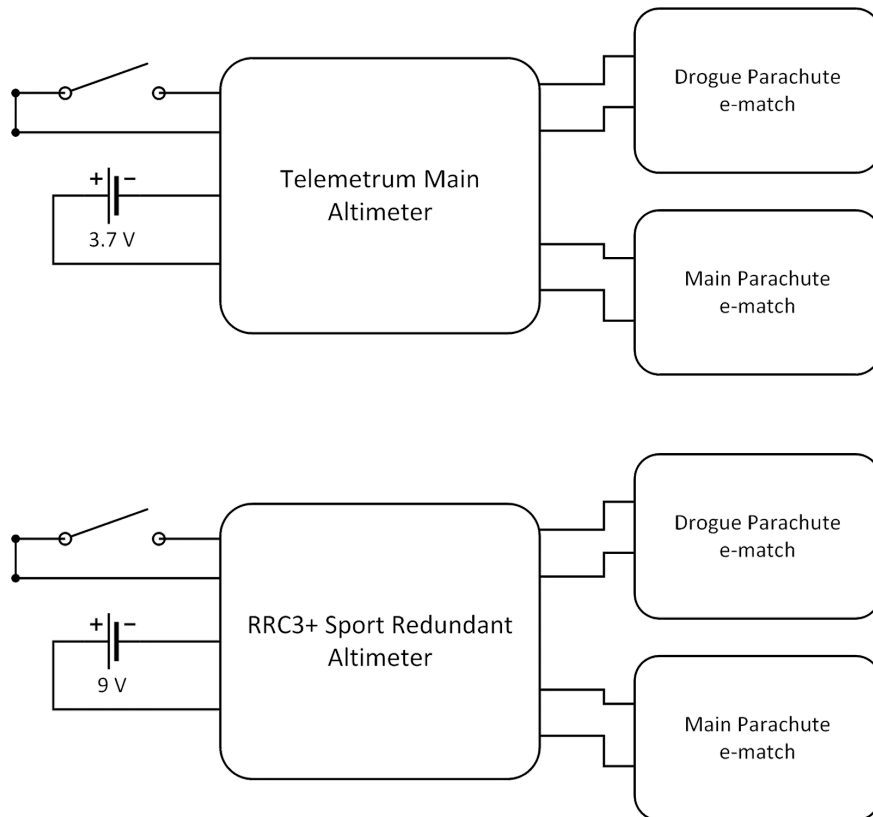 Drogue Parachute
e-match
Telemetrum Main
Altimeter
+ −
3.7 V
Main Parachute
e-match
Drogue Parachute
e-match
RRC3+ Sport Redundant
Altimeter
+ −
9 V
Main Parachute
e-match